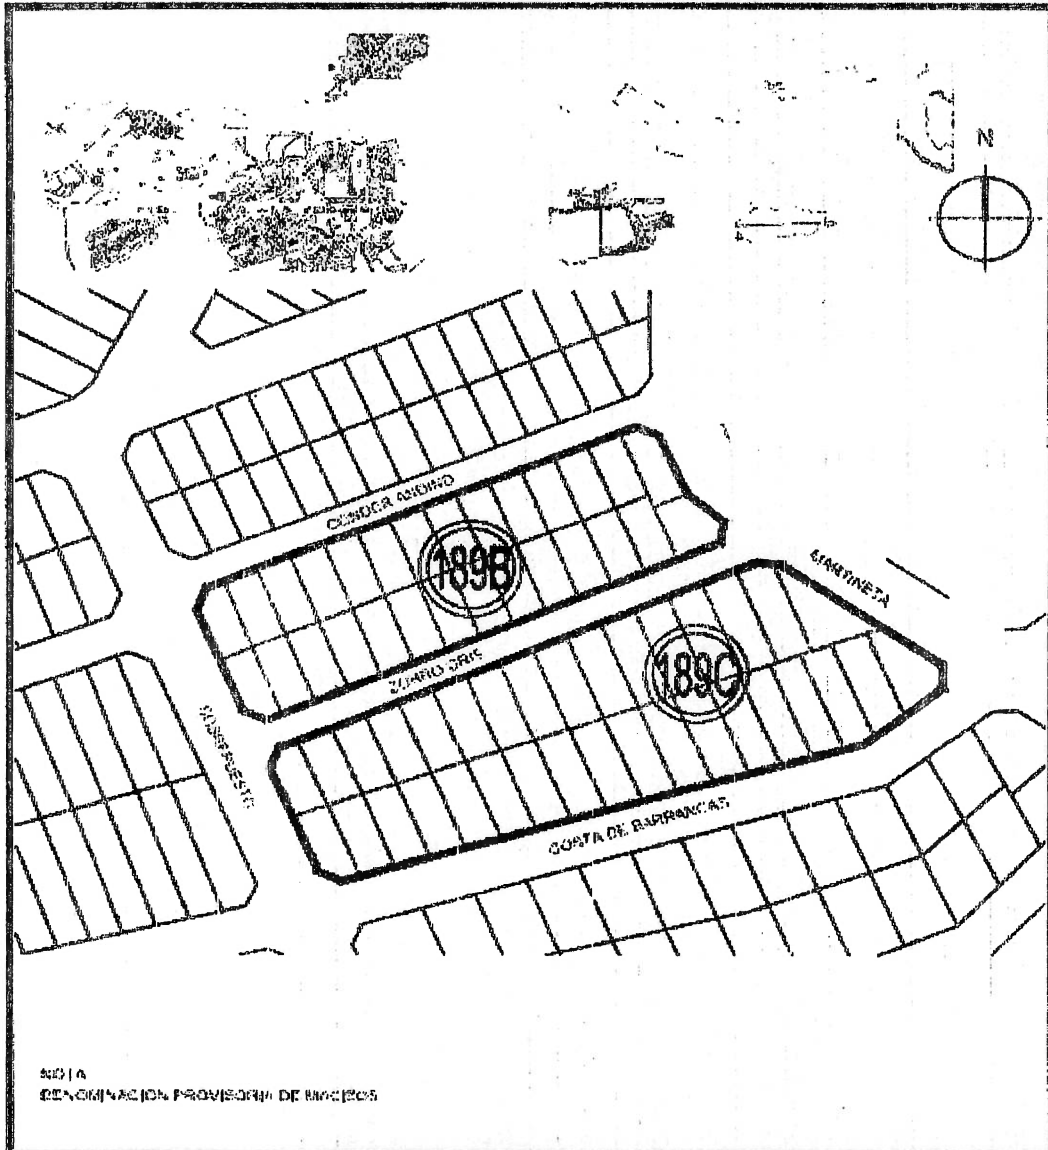 N
CONDOR ANDINO
189B
MARTINETA
ZORRO GRIS
189C
COSTA DE BARRANCAS
NOTA
DENOMINACION PROVISORIA DE MACIZOS